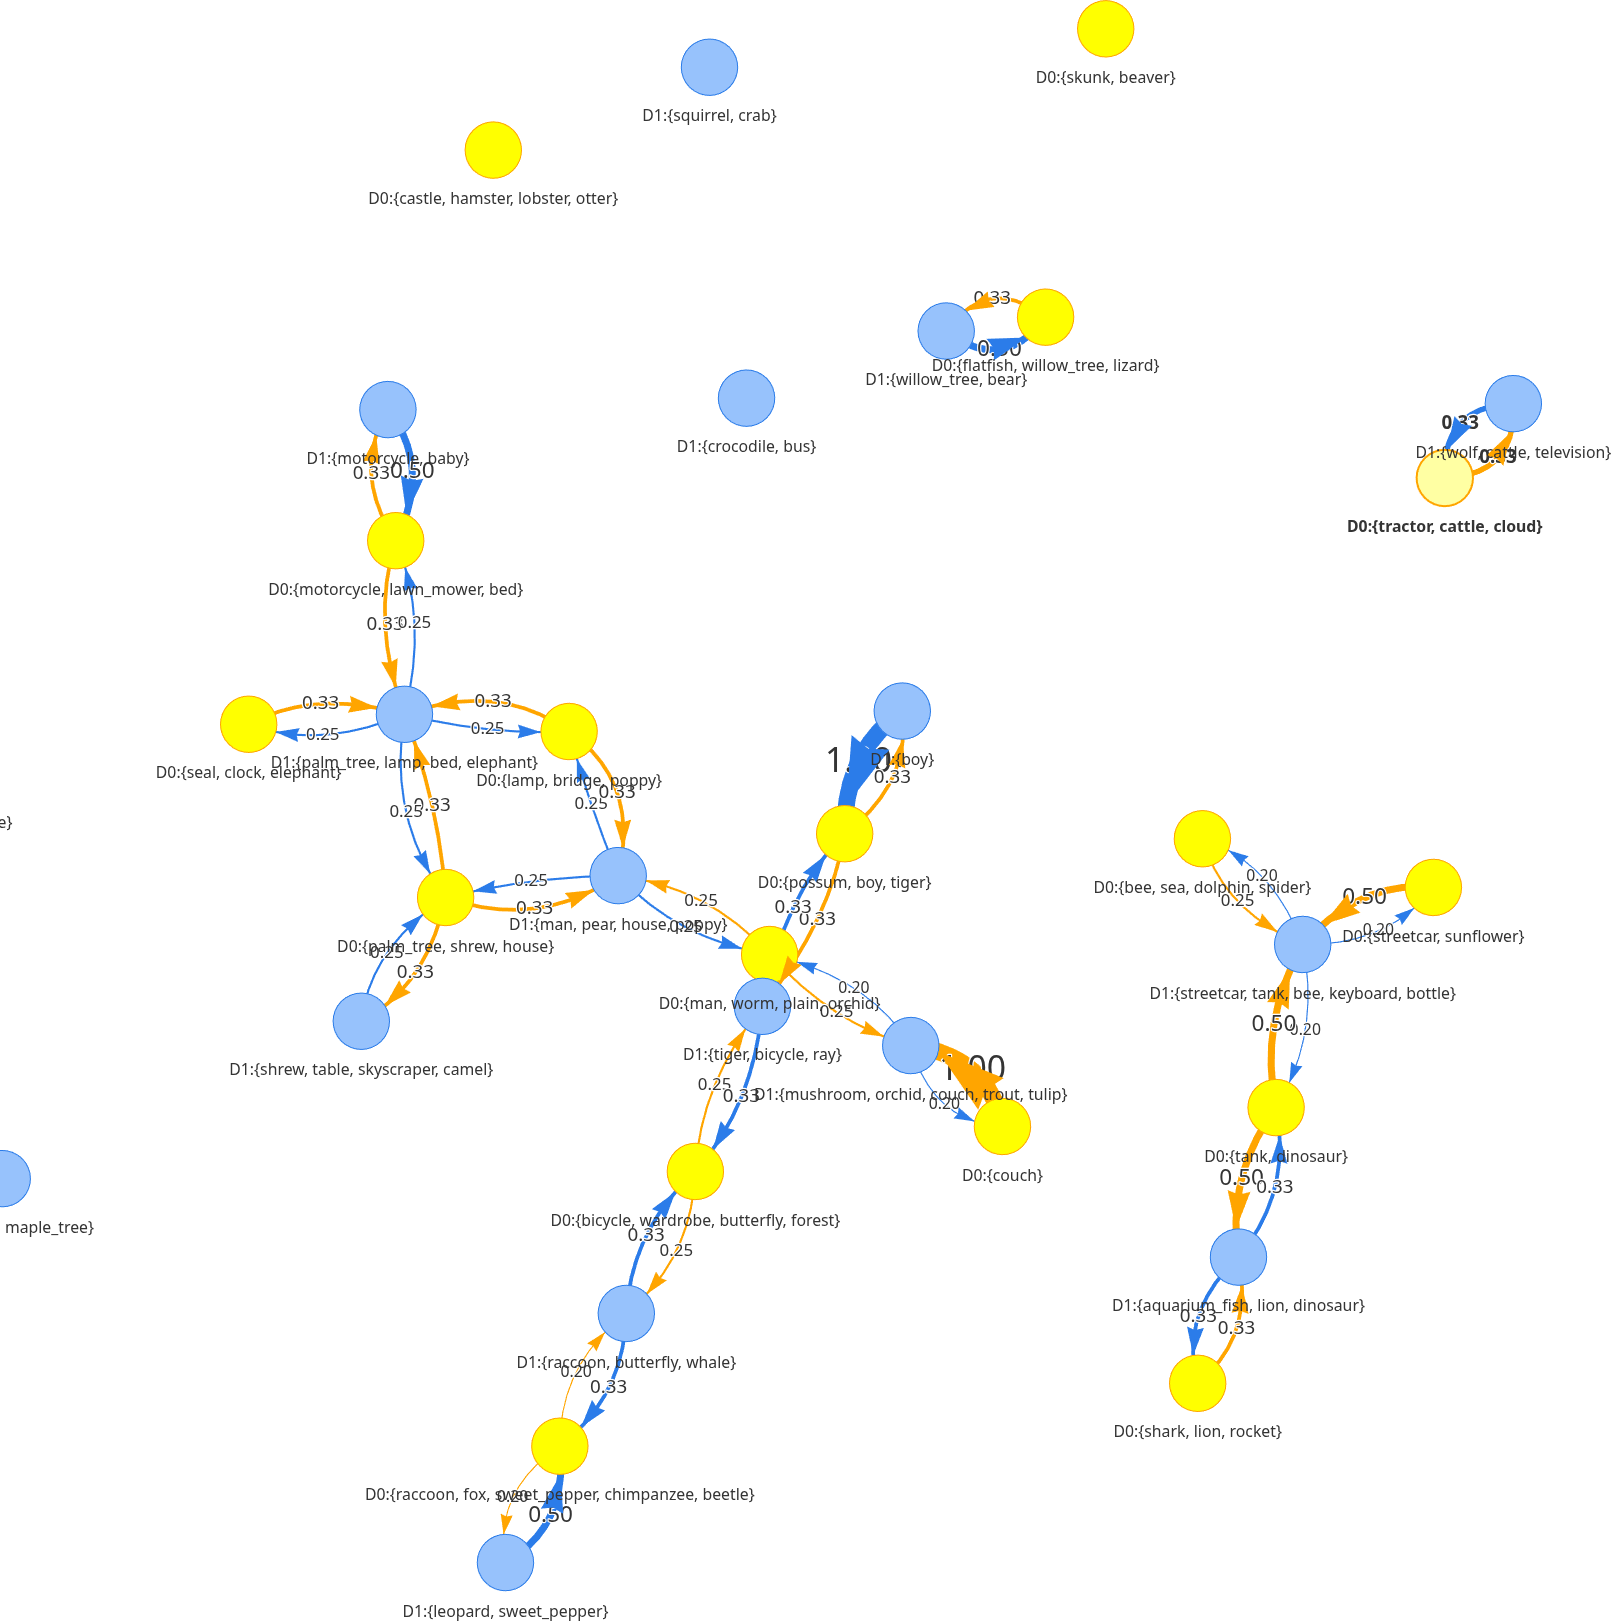 D0:{skunk, beaver}
D1:{squirrel, crab}
D0:{castle, hamster, lobster, otter}
0.33
0.50
D0:{flatfish, willow_tree, lizard}
D1:{willow_tree, bear}
D1:{crocodile, bus}
0.33
D1:{wolf, cattle, television}
0.33
D0:{tractor, cattle, cloud}
D1:{motorcycle, baby}
0.33
0.50
D0:{motorcycle, lawn_mower, bed}
0.33
0.25
0.33
0.33
0.25
0.25
D1:{palm_tree, lamp, bed, elephant}
D0:{seal, clock, elephant}
D0:{lamp, bridge, poppy}
1.00
D1:{boy}
0.33
0.33
0.25
0.25
0.33
e}
0.25
0.33
D1:{man, pear, house, poppy}
0.25
0.25
D0:{possum, boy, tiger}
0.33
0.33
D0:{palm_tree, shrew, house}
0.25
0.33
D0:{man, worm, plain, orchid}
0.20
0.25
D1:{tiger, bicycle, ray}
D1:{shrew, table, skyscraper, camel}
1.00
0.25
0.33
D1:{mushroom, orchid, couch, trout, tulip}
0.20
D0:{couch}
0.20
D0:{bee, sea, dolphin, spider}
0.25
0.50
0.20
D0:{streetcar, sunflower}
D1:{streetcar, tank, bee, keyboard, bottle}
0.50
0.20
D0:{tank, dinosaur}
0.50
0.33
maple_tree}
D0:{bicycle, wardrobe, butterfly, forest}
0.33
0.25
D1:{aquarium_fish, lion, dinosaur}
0.33
0.33
D1:{raccoon, butterfly, whale}
0.20
0.33
D0:{shark, lion, rocket}
D0:{raccoon, fox, sweet_pepper, chimpanzee, beetle}
0.20
0.50
D1:{leopard, sweet_pepper}